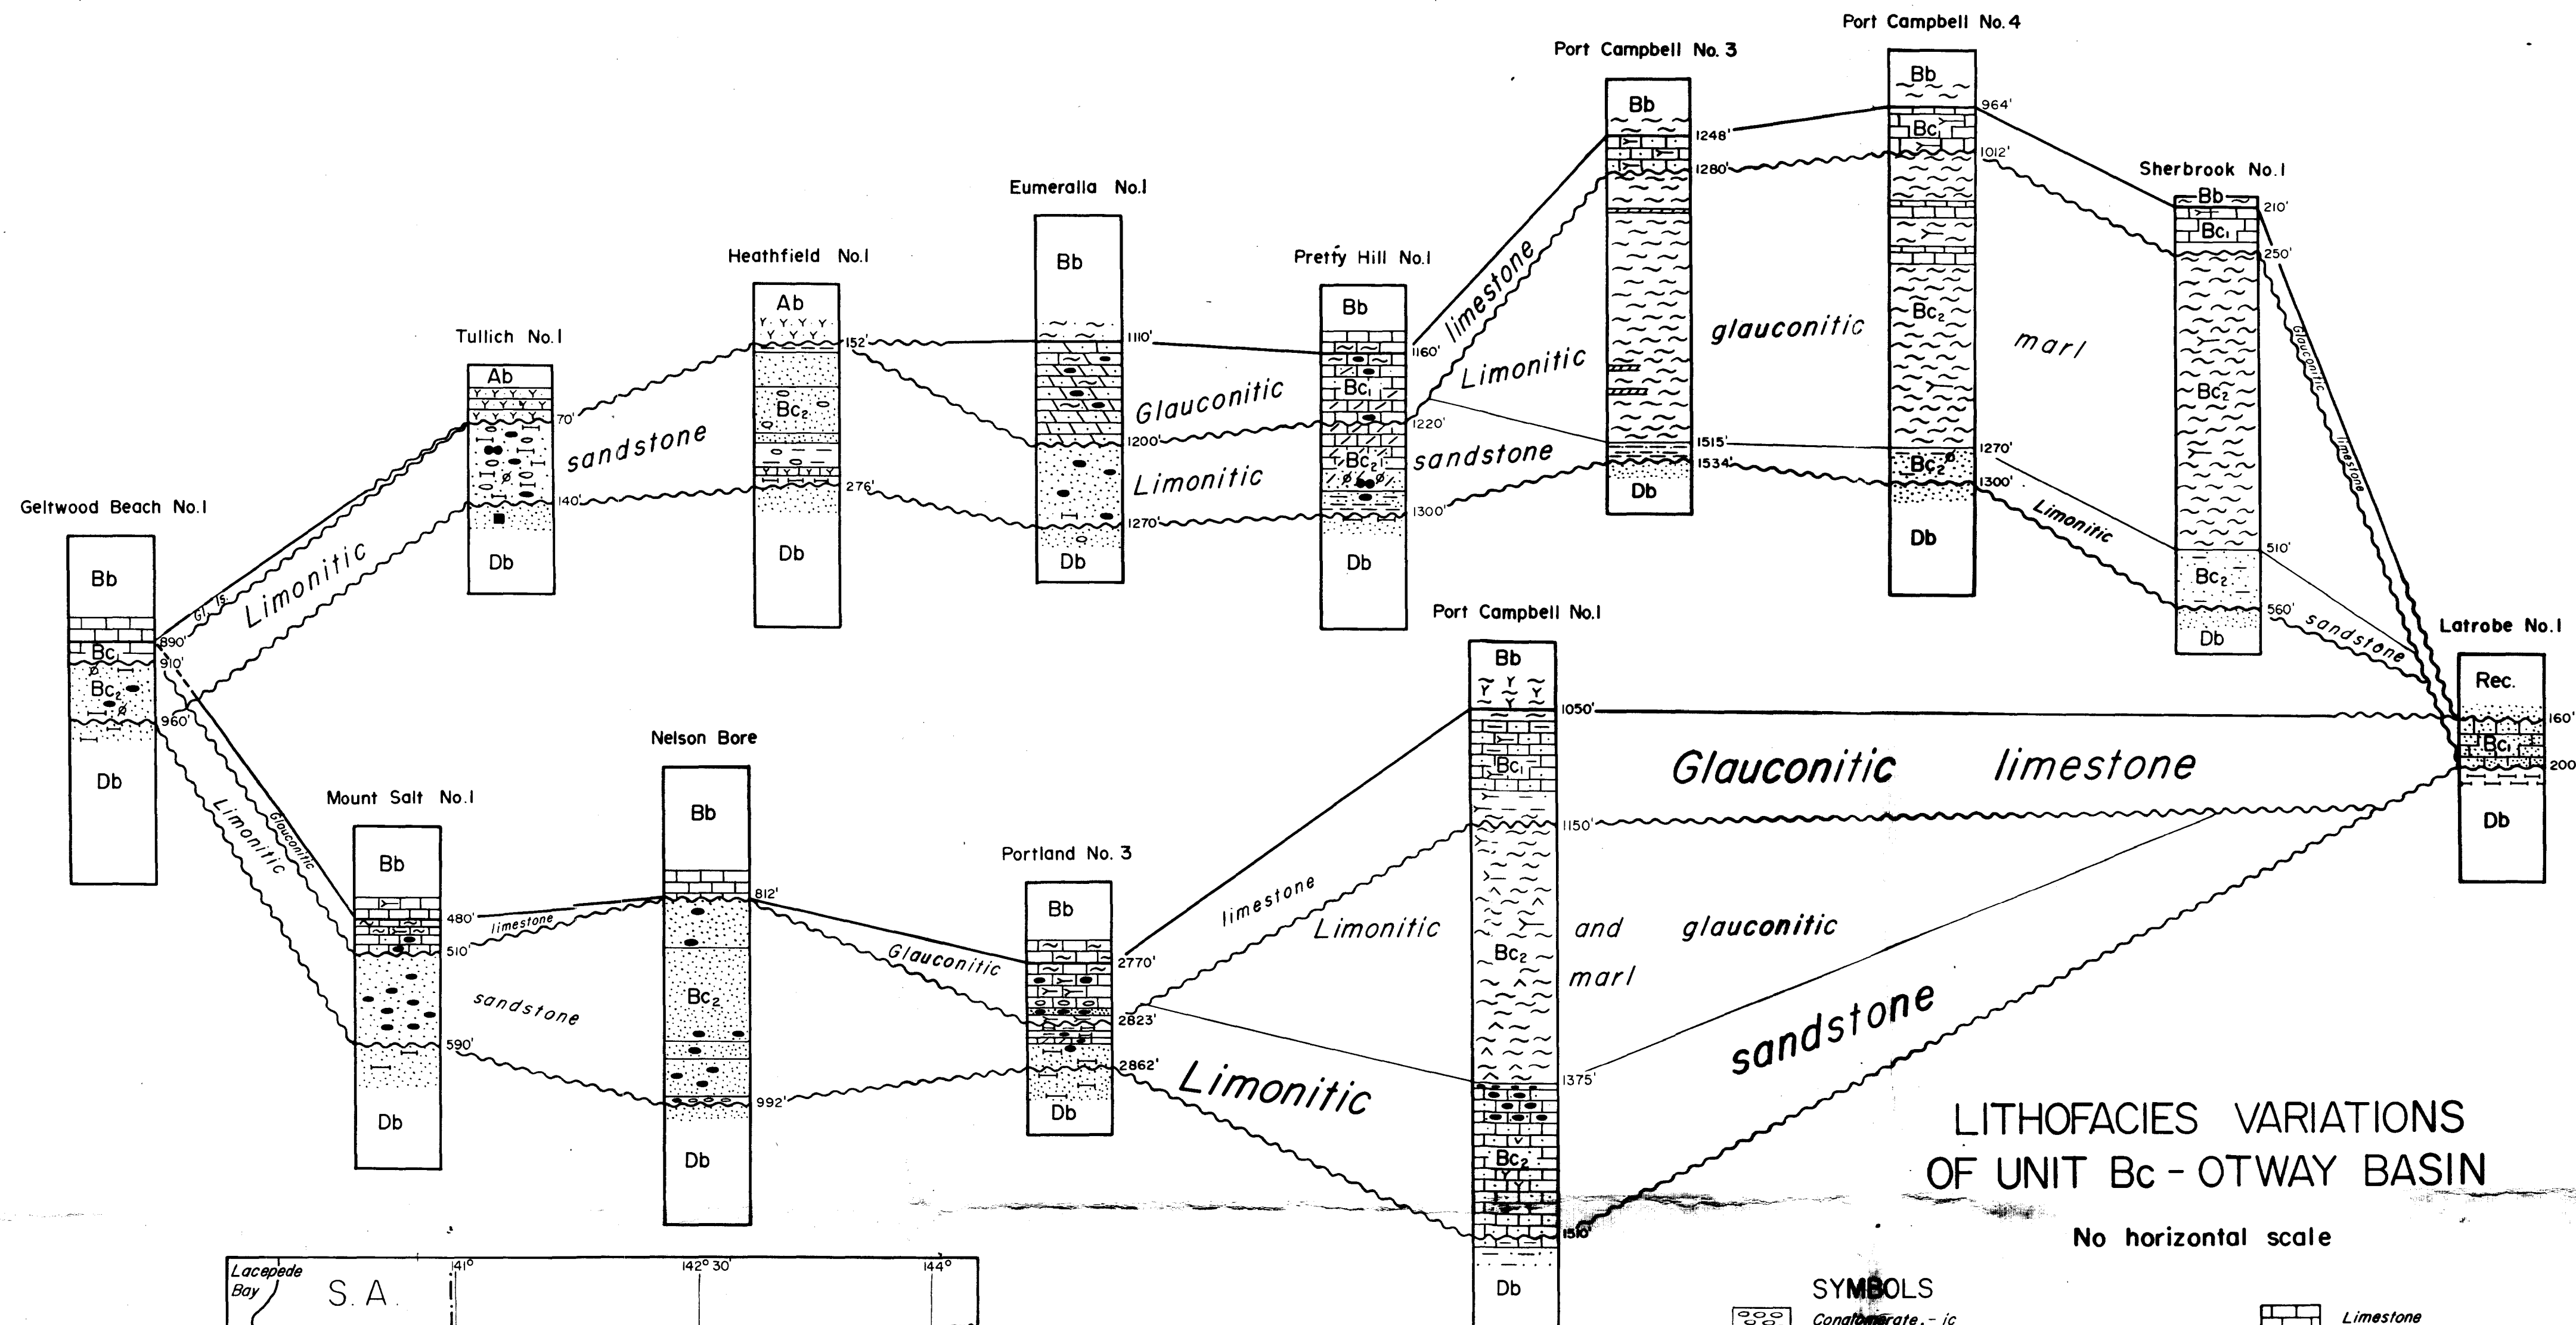 Port Campbell No. 4
Bb
964'
Bc1
1012'
Bc2
1270'
Bc2
1300'
Db
Port Campbell No. 3
Bb
1248'
1280'
1515'
1534'
Db
Sherbrook No.1
Bb
210'
Bc1
250'
Bc2
510'
Bc2
560'
Db
Eumeralla No.1
Bb
1110'
1200'
1270'
Db
Pretty Hill No.1
Bb
1160'
Bc1
1220'
Bc2
1300'
Db
Heathfield No.1
Ab
152'
Bc2
276'
Db
Tullich No.1
Ab
70'
140'
Db
Geltwood Beach No.1
Bb
890'
Bc1
910'
Bc2
960'
Db
Gl. ls.
Limonitic
sandstone
Glauconitic
limestone
Limonitic
sandstone
Limonitic
glauconitic
marl
Limonitic
sandstone
Glauconitic
limestone
Latrobe No.1
Rec.
160'
Bc1
200
Db
Port Campbell No.1
Bb
1050'
Bc1
1150'
Bc2
1375'
Bc2
1510'
Db
Nelson Bore
Bb
812'
Bc2
992'
Db
Mount Salt No.1
Bb
480'
510'
590'
Db
Portland No. 3
Bb
2770'
2823'
2862'
Db
Glauconitic
Limonitic
limestone
sandstone
Glauconitic
limestone
Glauconitic limestone
Limonitic and glauconitic
marl
Limonitic
sandstone
LITHOFACIES VARIATIONS
OF UNIT Bc - OTWAY BASIN
No horizontal scale
SYMBOLS
Conglomerate, - ic
Limestone
Lacepede
Bay
S. A.
141°
142° 30'
144°